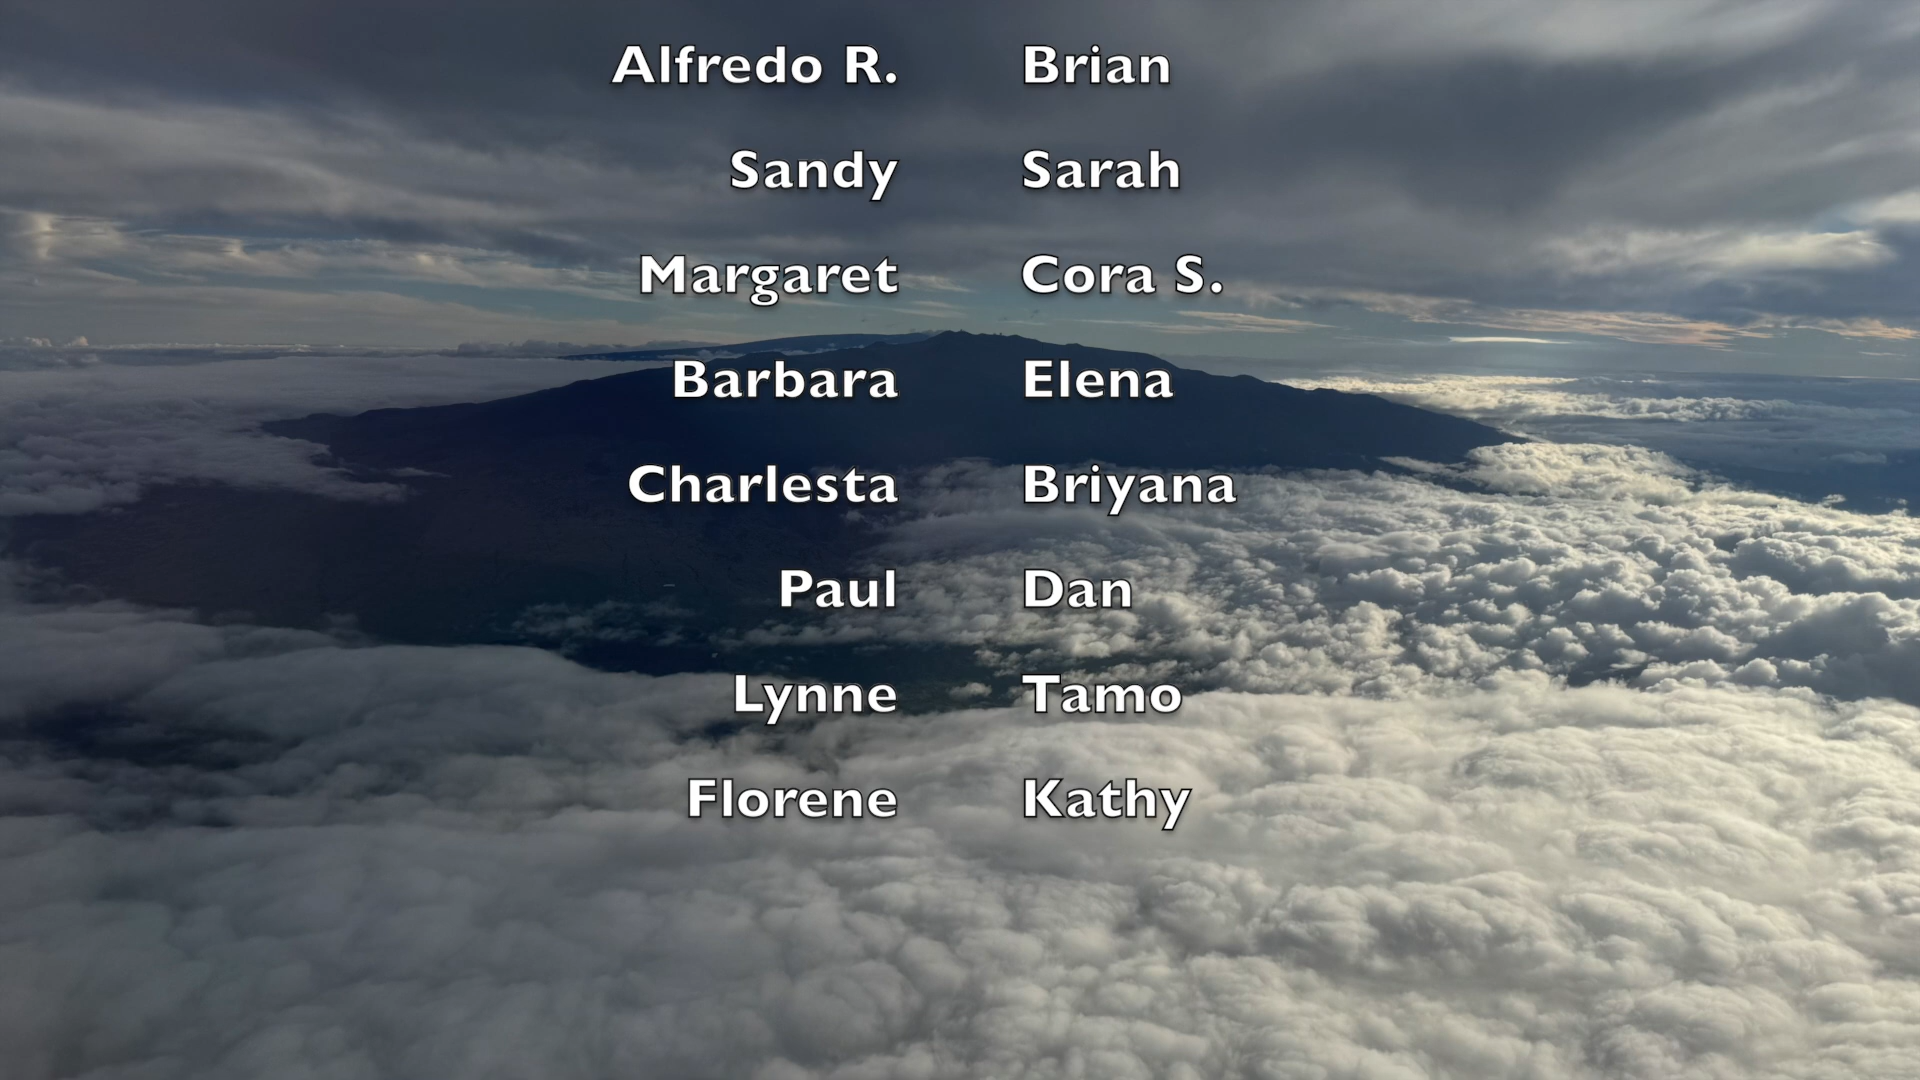 Alfredo R. Brian
Sandy Sarah
Margaret Cora S.
Barbara Elena
Charlesta Briyana
Paul Dan
Lynne Tamo
Florene Kathy